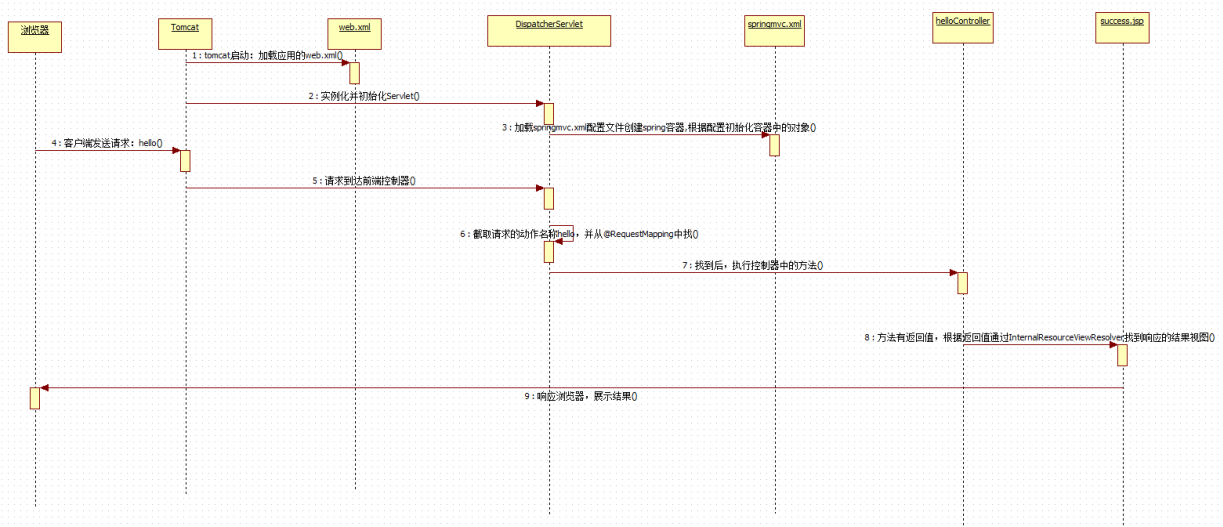 浏览器
Tomcat
web.xml
DispatcherServlet
springmvc.xml
helloController
success.jsp
1 : tomcat启动：加载应用的web.xml()
2 : 实例化并初始化Servlet()
3 : 加载springmvc.xml配置文件创建spring容器,根据配置初始化容器中的对象()
4 : 客户端发送请求：hello()
5 : 请求到达前端控制器()
6 : 截取请求的动作名称hello，并从@RequestMapping中找()
7 : 找到后，执行控制器中的方法()
8 : 方法有返回值，根据返回值通过InternalResourceViewResolver找到响应的结果视图()
9 : 响应浏览器，展示结果()